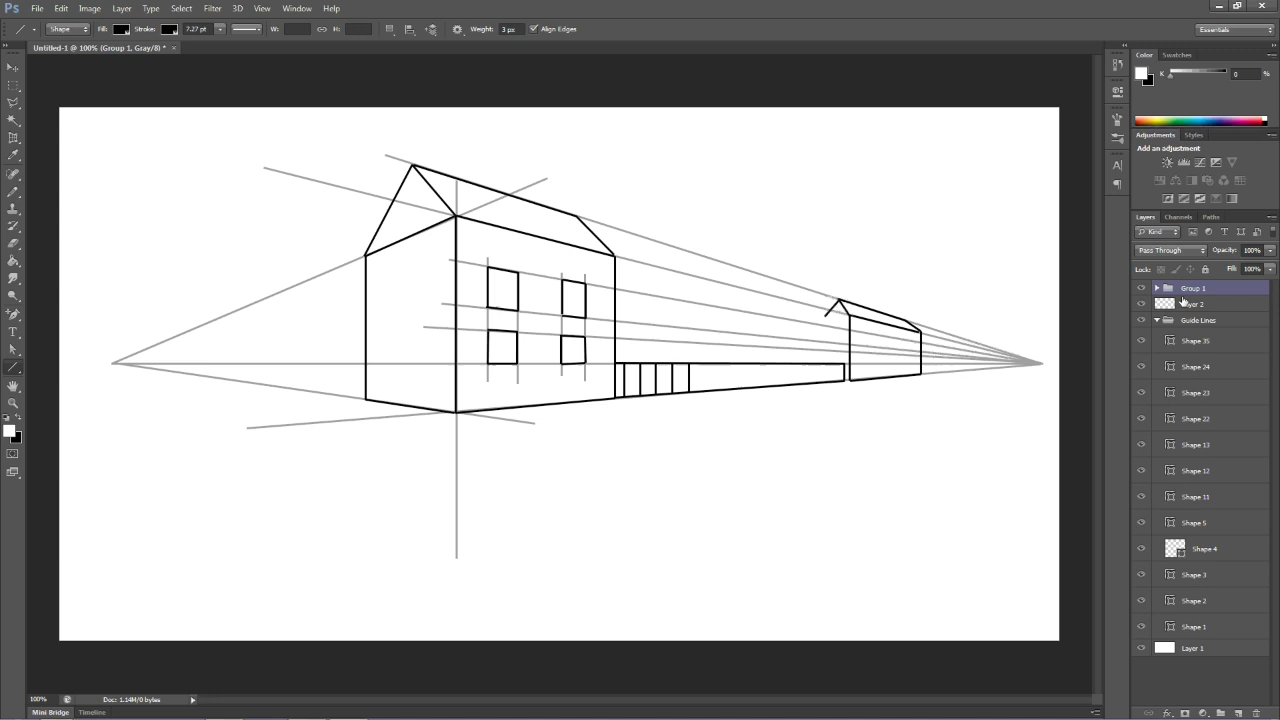 Ps File Edit Image Layer Type Select Filter 3D View Window Help
Shape Fill: Stroke: 7.27 pt W: H: Weight: 3 px Align Edges Essentials
Untitled-1 @ 100% (Group 1, Gray/8) * ×
Color Swatches
K 0 %
Adjustments Styles
Add an adjustment
Layers Channels Paths
Kind
Pass Through Opacity: 100%
Lock: Fill: 100%
Group 1
Guide Lines
Shape 35
Shape 24
Shape 23
Shape 22
Shape 13
Shape 12
Shape 11
Shape 5
Shape 4
Shape 3
Shape 2
Shape 1
Layer 1
100% Doc: 1.14M/0 bytes
Mini Bridge Timeline